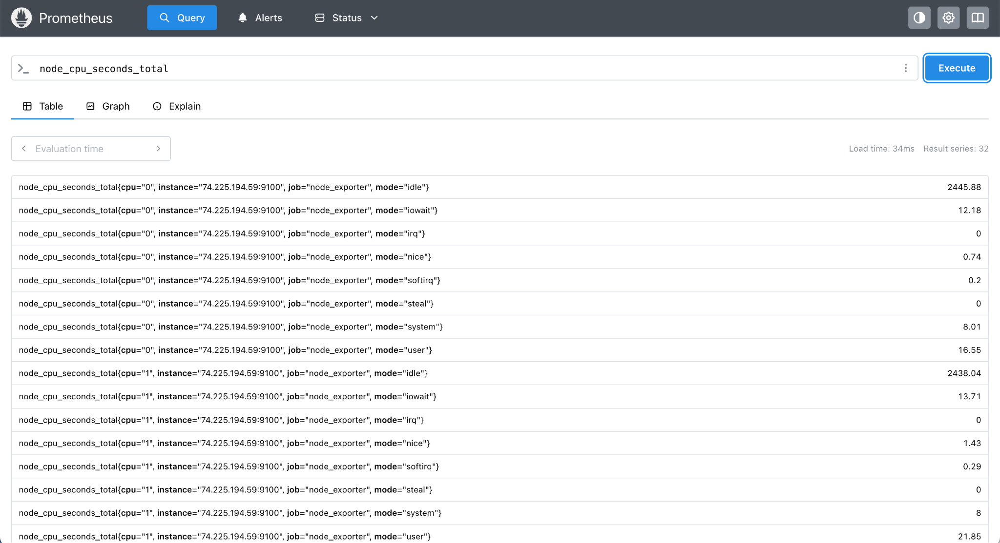 Prometheus Query Alerts Status
node_cpu_seconds_total Execute
Table Graph Explain
Evaluation time Load time: 34ms Result series: 32
node_cpu_seconds_total{cpu="0", instance="74.225.194.59:9100", job="node_exporter", mode="idle"} 2445.88
node_cpu_seconds_total{cpu="0", instance="74.225.194.59:9100", job="node_exporter", mode="iowait"} 12.18
node_cpu_seconds_total{cpu="0", instance="74.225.194.59:9100", job="node_exporter", mode="irq"} 0
node_cpu_seconds_total{cpu="0", instance="74.225.194.59:9100", job="node_exporter", mode="nice"} 0.74
node_cpu_seconds_total{cpu="0", instance="74.225.194.59:9100", job="node_exporter", mode="softirq"} 0.2
node_cpu_seconds_total{cpu="0", instance="74.225.194.59:9100", job="node_exporter", mode="steal"} 0
node_cpu_seconds_total{cpu="0", instance="74.225.194.59:9100", job="node_exporter", mode="system"} 8.01
node_cpu_seconds_total{cpu="0", instance="74.225.194.59:9100", job="node_exporter", mode="user"} 16.55
node_cpu_seconds_total{cpu="1", instance="74.225.194.59:9100", job="node_exporter", mode="idle"} 2438.04
node_cpu_seconds_total{cpu="1", instance="74.225.194.59:9100", job="node_exporter", mode="iowait"} 13.71
node_cpu_seconds_total{cpu="1", instance="74.225.194.59:9100", job="node_exporter", mode="irq"} 0
node_cpu_seconds_total{cpu="1", instance="74.225.194.59:9100", job="node_exporter", mode="nice"} 1.43
node_cpu_seconds_total{cpu="1", instance="74.225.194.59:9100", job="node_exporter", mode="softirq"} 0.29
node_cpu_seconds_total{cpu="1", instance="74.225.194.59:9100", job="node_exporter", mode="steal"} 0
node_cpu_seconds_total{cpu="1", instance="74.225.194.59:9100", job="node_exporter", mode="system"} 8
node_cpu_seconds_total{cpu="1", instance="74.225.194.59:9100", job="node_exporter", mode="user"} 21.85